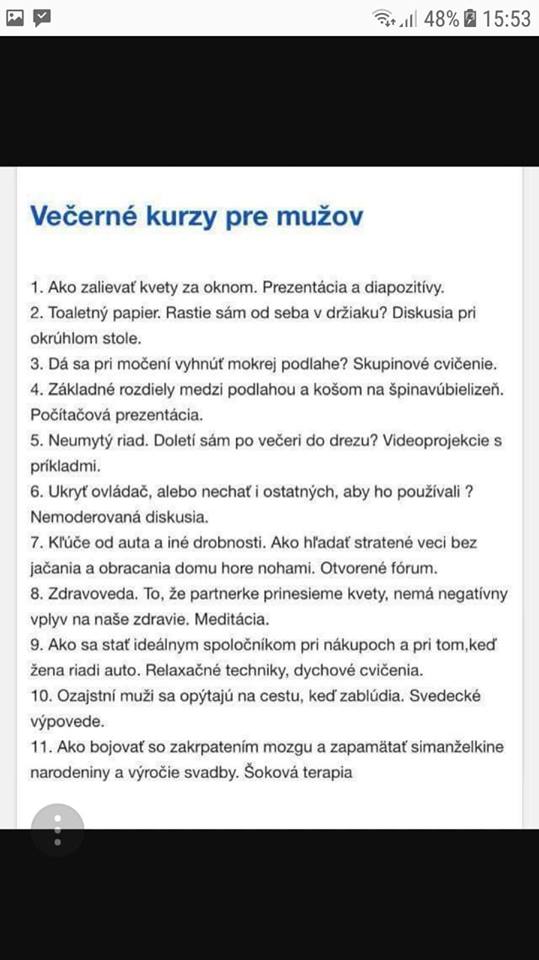 48% 15:53
Večerné kurzy pre mužov
1. Ako zalievať kvety za oknom. Prezentácia a diapozitívy.
2. Toaletný papier. Rastie sám od seba v držiaku? Diskusia pri
okrúhlom stole.
3. Dá sa pri močení vyhnúť mokrej podlahe? Skupinové cvičenie.
4. Základné rozdiely medzi podlahou a košom na špinavúbielizeň.
Počítačová prezentácia.
5. Neumytý riad. Doletí sám po večeri do drezu? Videoprojekcie s
príkladmi.
6. Ukryť ovládač, alebo nechať i ostatných, aby ho používali ?
Nemoderovaná diskusia.
7. Kľúče od auta a iné drobnosti. Ako hľadať stratené veci bez
jačania a obracania domu hore nohami. Otvorené fórum.
8. Zdravoveda. To, že partnerke prinesieme kvety, nemá negatívny
vplyv na naše zdravie. Meditácia.
9. Ako sa stať ideálnym spoločníkom pri nákupoch a pri tom,keď
žena riadi auto. Relaxačné techniky, dychové cvičenia.
10. Ozajstní muži sa opýtajú na cestu, keď zablúdia. Svedecké
výpovede.
11. Ako bojovať so zakrpatením mozgu a zapamätať simanželkine
narodeniny a výročie svadby. Šoková terapia